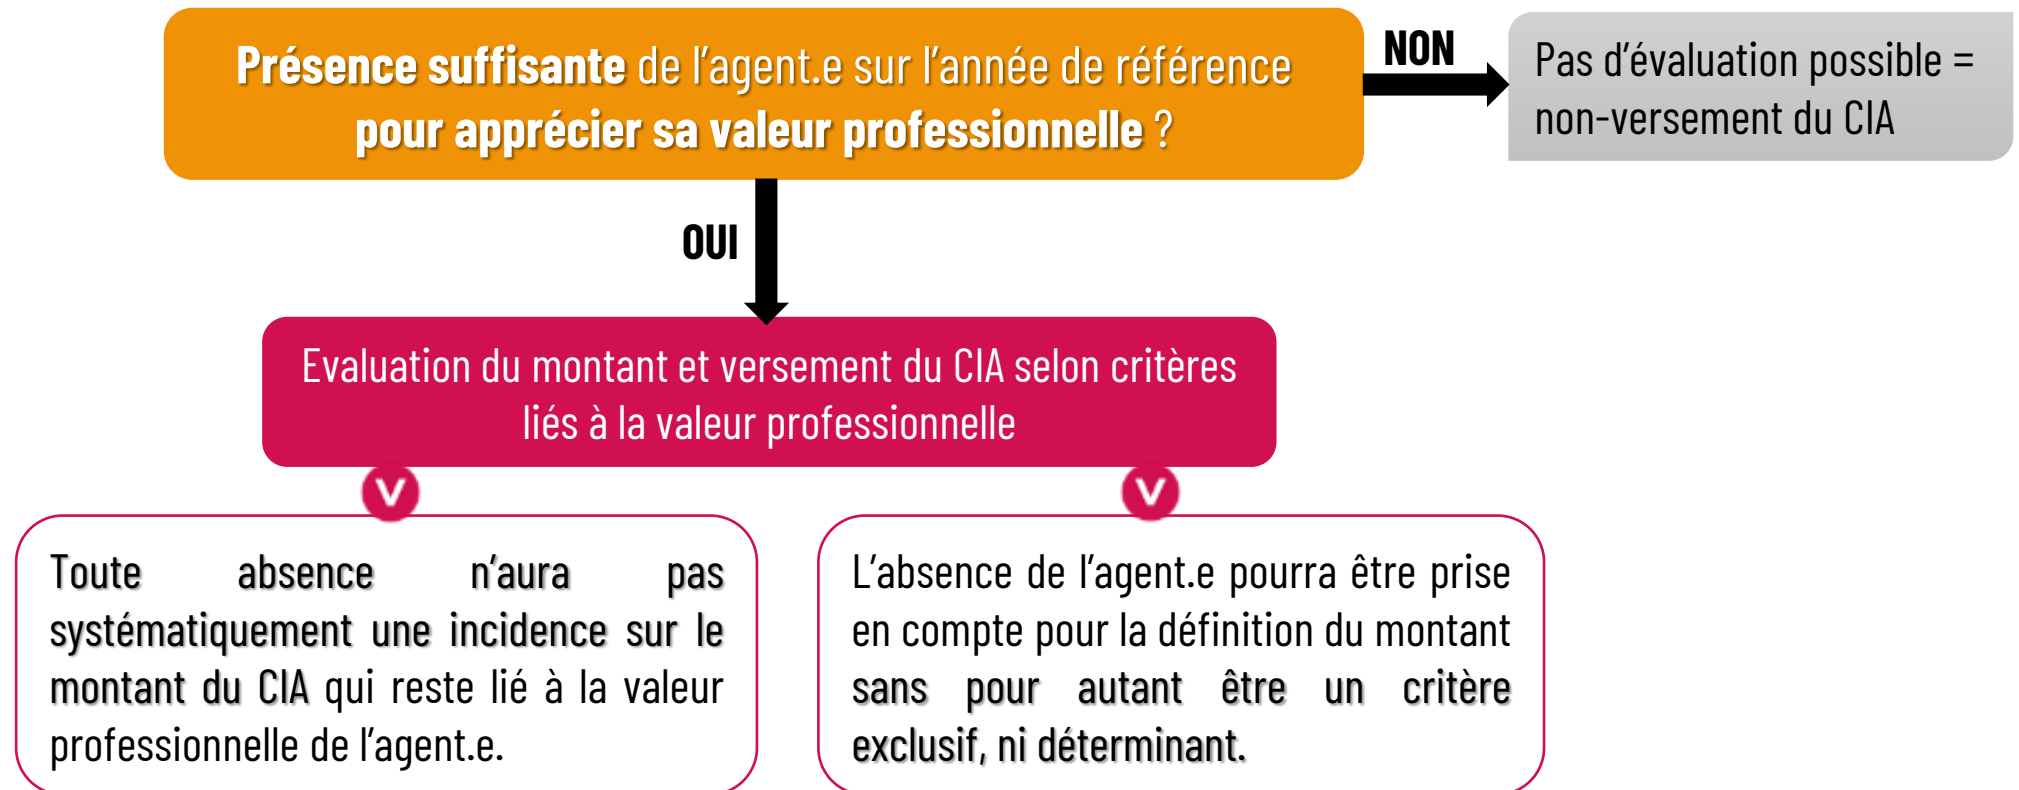 Présence suffisante de l'agent.e sur l'année de référence
pour apprécier sa valeur professionnelle ?
NON
Pas d'évaluation possible =
non-versement du CIA
OUI
Evaluation du montant et versement du CIA selon critères
liés à la valeur professionnelle
V
V
Toute absence n'aura pas
systématiquement une incidence sur le
montant du CIA qui reste lié à la valeur
professionnelle de l'agent.e.
L'absence de l'agent.e pourra être prise
en compte pour la définition du montant
sans pour autant être un critère
exclusif, ni déterminant.